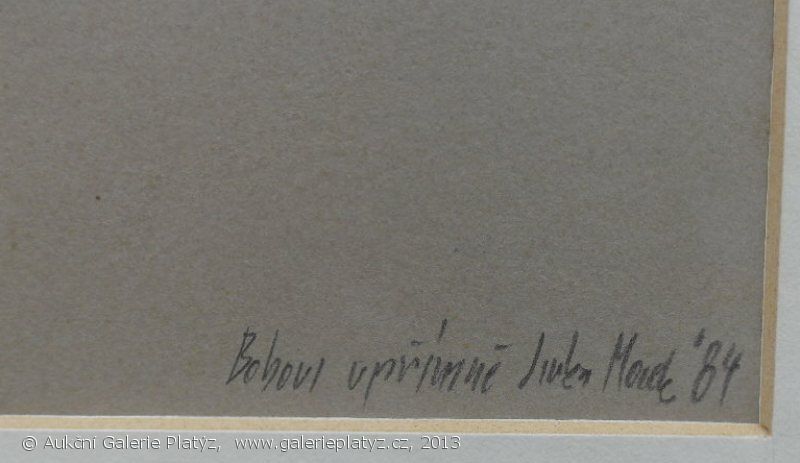 Bobovi upřímně '84
© Aukční Galerie Platýz, www.galerieplatyz.cz, 2013